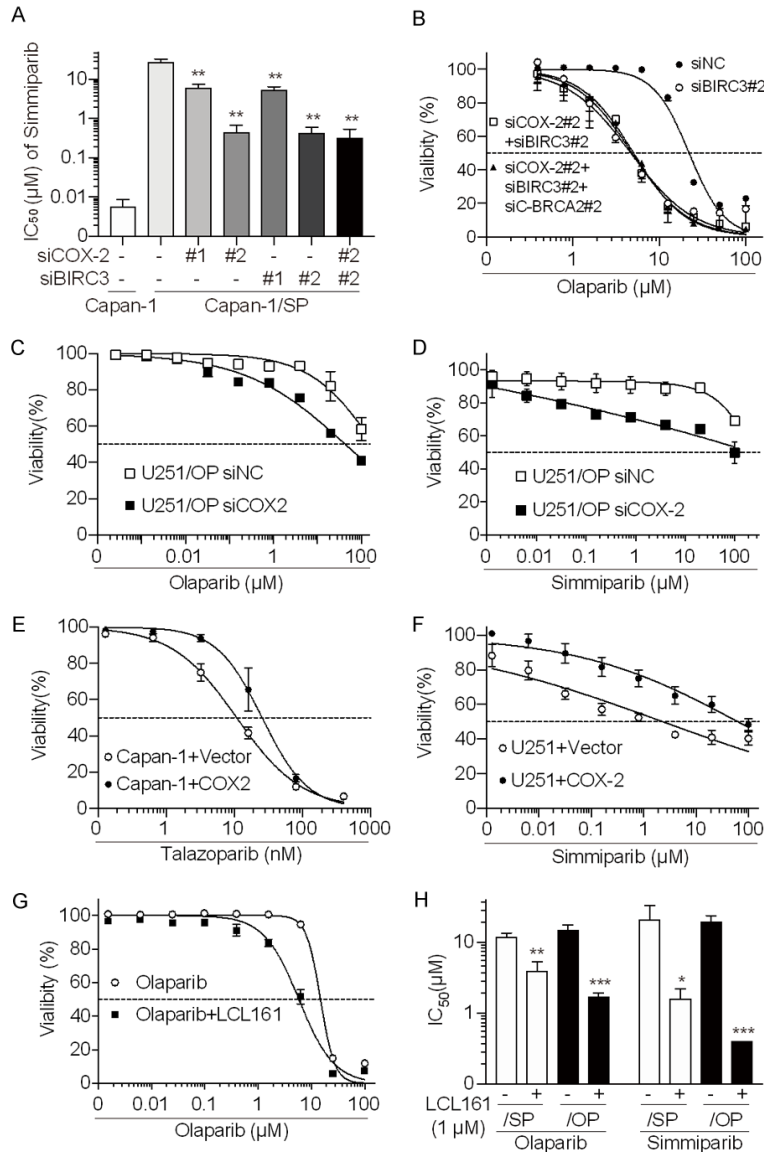 A
IC50 (μM) of Simmiparib
10
1
0.1
0.01
0
** ** ** ** **
siCOX-2 - - #1 #2 - - #2
siBIRC3 - - - - #1 #2 #2
Capan-1 Capan-1/SP
B
Vialibity (%)
100
80
60
40
20
0
siNC
siBIRC3#2
siCOX-2#2
+siBIRC3#2
siCOX-2#2+
siBIRC3#2+
siC-BRCA2#2
0 1 10 100
Olaparib (μM)
C
Viability(%)
100
80
60
40
20
0
U251/OP siNC
U251/OP siCOX2
0 0.01 1 100
Olaparib (μM)
D
Viability(%)
100
80
60
40
20
0
U251/OP siNC
U251/OP siCOX-2
0 0.01 0.1 1 10 100
Simmiparib (μM)
E
Viability(%)
100
80
60
40
20
0
Capan-1+Vector
Capan-1+COX2
0 1 10 100 1000
Talazoparib (nM)
F
Viability(%)
100
80
60
40
20
0
U251+Vector
U251+COX-2
0 0.01 0.1 1 10 100
Simmiparib (μM)
G
Vialibity (%)
100
80
60
40
20
0
Olaparib
Olaparib+LCL161
0 0.01 0.1 1 10 100
Olaparib (μM)
H
IC50(μM)
10
1
0
** *** * ***
LCL161 - + - + - + - +
(1 μM) /SP /OP /SP /OP
Olaparib Simmiparib